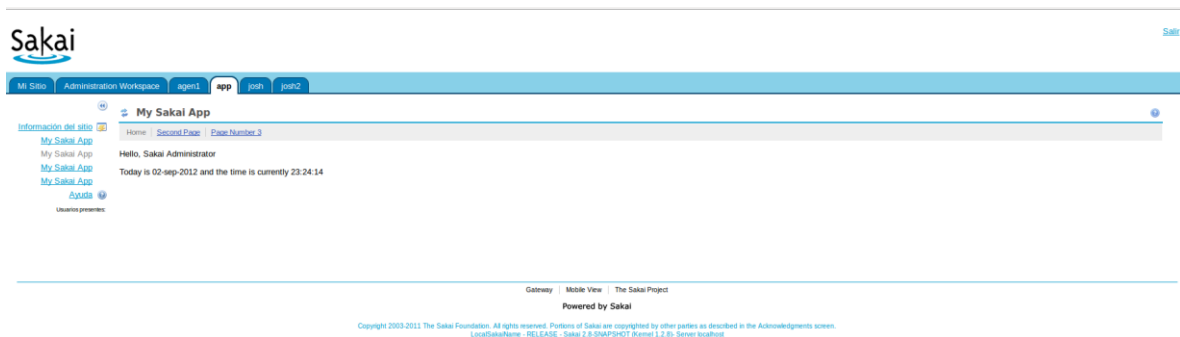 Sakai
Salir
Mi Sitio Administration Workspace agen1 app josh josh2
My Sakai App
Información del sitio
Home Second Page Page Number 3
My Sakai App
My Sakai App
Hello, Sakai Administrator
My Sakai App
Today is 02-sep-2012 and the time is currently 23:24:14
My Sakai App
Ayuda
Usuarios presentes:
Gateway Mobile View The Sakai Project
Powered by Sakai
Copyright 2003-2011 The Sakai Foundation. All rights reserved. Portions of Sakai are copyrighted by other parties as described in the Acknowledgments screen.
LocalSakaiName - RELEASE - Sakai 2.8-SNAPSHOT (Kernel 1.2.8)- Server localhost